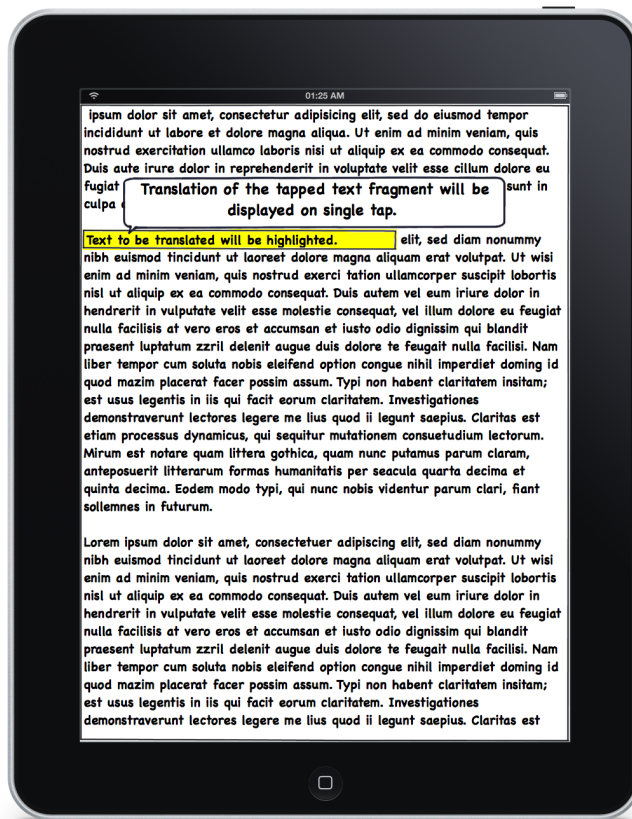 01:25 AM
ipsum dolor sit amet, consectetur adipisicing elit, sed do eiusmod tempor
incididunt ut labore et dolore magna aliqua. Ut enim ad minim veniam, quis
nostrud exercitation ullamco laboris nisi ut aliquip ex ea commodo consequat.
Duis aute irure dolor in reprehenderit in voluptate velit esse cillum dolore eu
fugiat sunt in
culpa
Translation of the tapped text fragment will be
displayed on single tap.
Text to be translated will be highlighted. elit, sed diam nonummy
nibh euismod tincidunt ut laoreet dolore magna aliquam erat volutpat. Ut wisi
enim ad minim veniam, quis nostrud exerci tation ullamcorper suscipit lobortis
nisl ut aliquip ex ea commodo consequat. Duis autem vel eum iriure dolor in
hendrerit in vulputate velit esse molestie consequat, vel illum dolore eu feugiat
nulla facilisis at vero eros et accumsan et iusto odio dignissim qui blandit
praesent luptatum zzril delenit augue duis dolore te feugait nulla facilisi. Nam
liber tempor cum soluta nobis eleifend option congue nihil imperdiet doming id
quod mazim placerat facer possim assum. Typi non habent claritatem insitam;
est usus legentis in iis qui facit eorum claritatem. Investigationes
demonstraverunt lectores legere me lius quod ii legunt saepius. Claritas est
etiam processus dynamicus, qui sequitur mutationem consuetudium lectorum.
Mirum est notare quam littera gothica, quam nunc putamus parum claram,
anteposuerit litterarum formas humanitatis per seacula quarta decima et
quinta decima. Eodem modo typi, qui nunc nobis videntur parum clari, fiant
sollemnes in futurum.
Lorem ipsum dolor sit amet, consectetuer adipiscing elit, sed diam nonummy
nibh euismod tincidunt ut laoreet dolore magna aliquam erat volutpat. Ut wisi
enim ad minim veniam, quis nostrud exerci tation ullamcorper suscipit lobortis
nisl ut aliquip ex ea commodo consequat. Duis autem vel eum iriure dolor in
hendrerit in vulputate velit esse molestie consequat, vel illum dolore eu feugiat
nulla facilisis at vero eros et accumsan et iusto odio dignissim qui blandit
praesent luptatum zzril delenit augue duis dolore te feugait nulla facilisi. Nam
liber tempor cum soluta nobis eleifend option congue nihil imperdiet doming id
quod mazim placerat facer possim assum. Typi non habent claritatem insitam;
est usus legentis in iis qui facit eorum claritatem. Investigationes
demonstraverunt lectores legere me lius quod ii legunt saepius. Claritas est